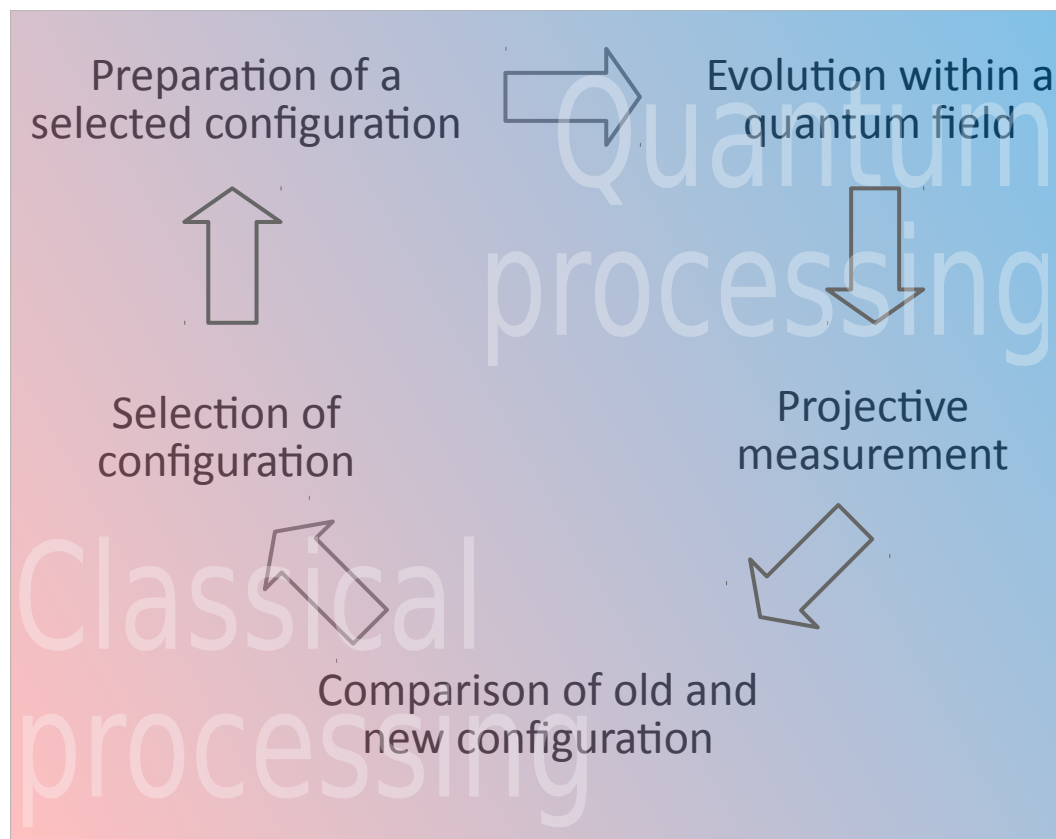 Preparation of a
selected configuration
Evolution within a
quantum field
Quantum
processing
Selection of
configuration
Projective
measurement
Classical
processing
Comparison of old and
new configuration